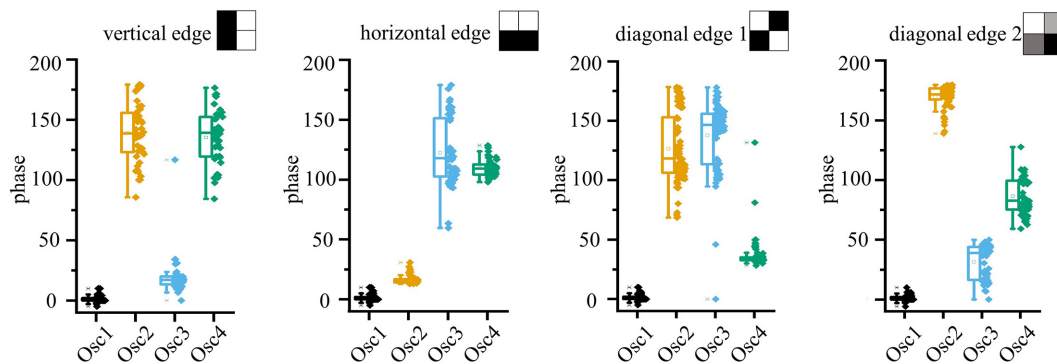 vertical edge
200
150
100
50
0
phase
Osc1 Osc2 Osc3 Osc4
horizontal edge
200
150
100
50
0
phase
Osc1 Osc2 Osc3 Osc4
diagonal edge 1
200
150
100
50
0
phase
Osc1 Osc2 Osc3 Osc4
diagonal edge 2
200
150
100
50
0
phase
Osc1 Osc2 Osc3 Osc4